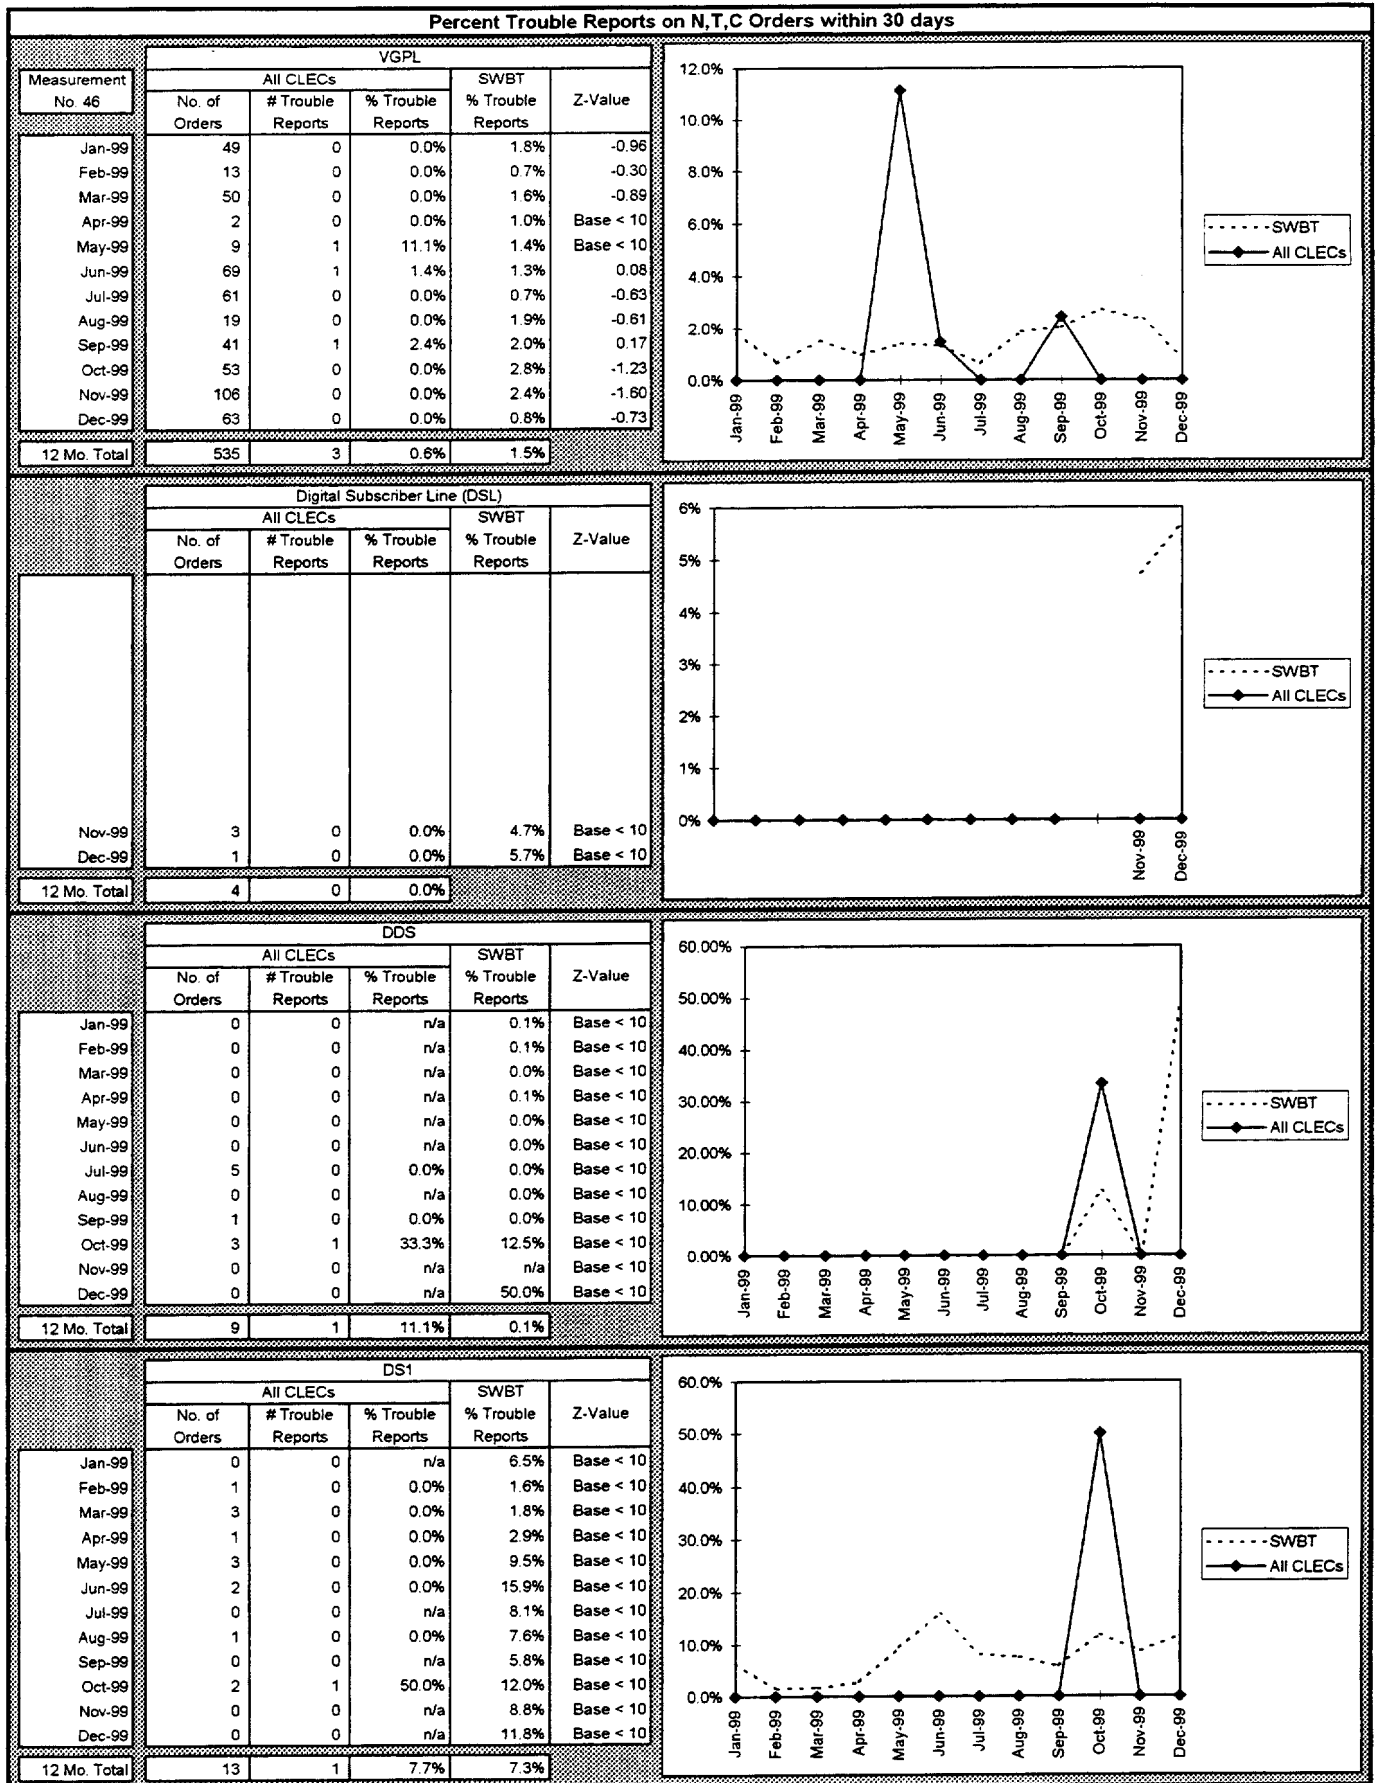 Percent Trouble Reports on N,T,C Orders within 30 days
Measurement No. 46
VGPL
All CLECs SWBT
No. of Orders # Trouble Reports % Trouble Reports % Trouble Reports Z-Value
Jan-99 49 0 0.0% 1.8% -0.96
Feb-99 13 0 0.0% 0.7% -0.30
Mar-99 50 0 0.0% 1.6% -0.89
Apr-99 2 0 0.0% 1.0% Base < 10
May-99 9 1 11.1% 1.4% Base < 10
Jun-99 69 1 1.4% 1.3% 0.08
Jul-99 61 0 0.0% 0.7% -0.63
Aug-99 19 0 0.0% 1.9% -0.61
Sep-99 41 1 2.4% 2.0% 0.17
Oct-99 53 0 0.0% 2.8% -1.23
Nov-99 106 0 0.0% 2.4% -1.60
Dec-99 63 0 0.0% 0.8% -0.73
12 Mo. Total 535 3 0.6% 1.5%
12.0%
10.0%
8.0%
6.0%
4.0%
2.0%
0.0%
Jan-99 Feb-99 Mar-99 Apr-99 May-99 Jun-99 Jul-99 Aug-99 Sep-99 Oct-99 Nov-99 Dec-99
SWBT
All CLECs
Digital Subscriber Line (DSL)
All CLECs SWBT
No. of Orders # Trouble Reports % Trouble Reports % Trouble Reports Z-Value
Nov-99 3 0 0.0% 4.7% Base < 10
Dec-99 1 0 0.0% 5.7% Base < 10
12 Mo. Total 4 0 0.0%
6%
5%
4%
3%
2%
1%
0%
Nov-99 Dec-99
SWBT
All CLECs
DDS
All CLECs SWBT
No. of Orders # Trouble Reports % Trouble Reports % Trouble Reports Z-Value
Jan-99 0 0 n/a 0.1% Base < 10
Feb-99 0 0 n/a 0.1% Base < 10
Mar-99 0 0 n/a 0.0% Base < 10
Apr-99 0 0 n/a 0.1% Base < 10
May-99 0 0 n/a 0.0% Base < 10
Jun-99 0 0 n/a 0.0% Base < 10
Jul-99 5 0 0.0% 0.0% Base < 10
Aug-99 0 0 n/a 0.0% Base < 10
Sep-99 1 0 0.0% 0.0% Base < 10
Oct-99 3 1 33.3% 12.5% Base < 10
Nov-99 0 0 n/a n/a Base < 10
Dec-99 0 0 n/a 50.0% Base < 10
12 Mo. Total 9 1 11.1% 0.1%
60.00%
50.00%
40.00%
30.00%
20.00%
10.00%
0.00%
Jan-99 Feb-99 Mar-99 Apr-99 May-99 Jun-99 Jul-99 Aug-99 Sep-99 Oct-99 Nov-99 Dec-99
SWBT
All CLECs
DS1
All CLECs SWBT
No. of Orders # Trouble Reports % Trouble Reports % Trouble Reports Z-Value
Jan-99 0 0 n/a 6.5% Base < 10
Feb-99 1 0 0.0% 1.6% Base < 10
Mar-99 3 0 0.0% 1.8% Base < 10
Apr-99 1 0 0.0% 2.9% Base < 10
May-99 3 0 0.0% 9.5% Base < 10
Jun-99 2 0 0.0% 15.9% Base < 10
Jul-99 0 0 n/a 8.1% Base < 10
Aug-99 1 0 0.0% 7.6% Base < 10
Sep-99 0 0 n/a 5.8% Base < 10
Oct-99 2 1 50.0% 12.0% Base < 10
Nov-99 0 0 n/a 8.8% Base < 10
Dec-99 0 0 n/a 11.8% Base < 10
12 Mo. Total 13 1 7.7% 7.3%
60.0%
50.0%
40.0%
30.0%
20.0%
10.0%
0.0%
Jan-99 Feb-99 Mar-99 Apr-99 May-99 Jun-99 Jul-99 Aug-99 Sep-99 Oct-99 Nov-99 Dec-99
SWBT
All CLECs